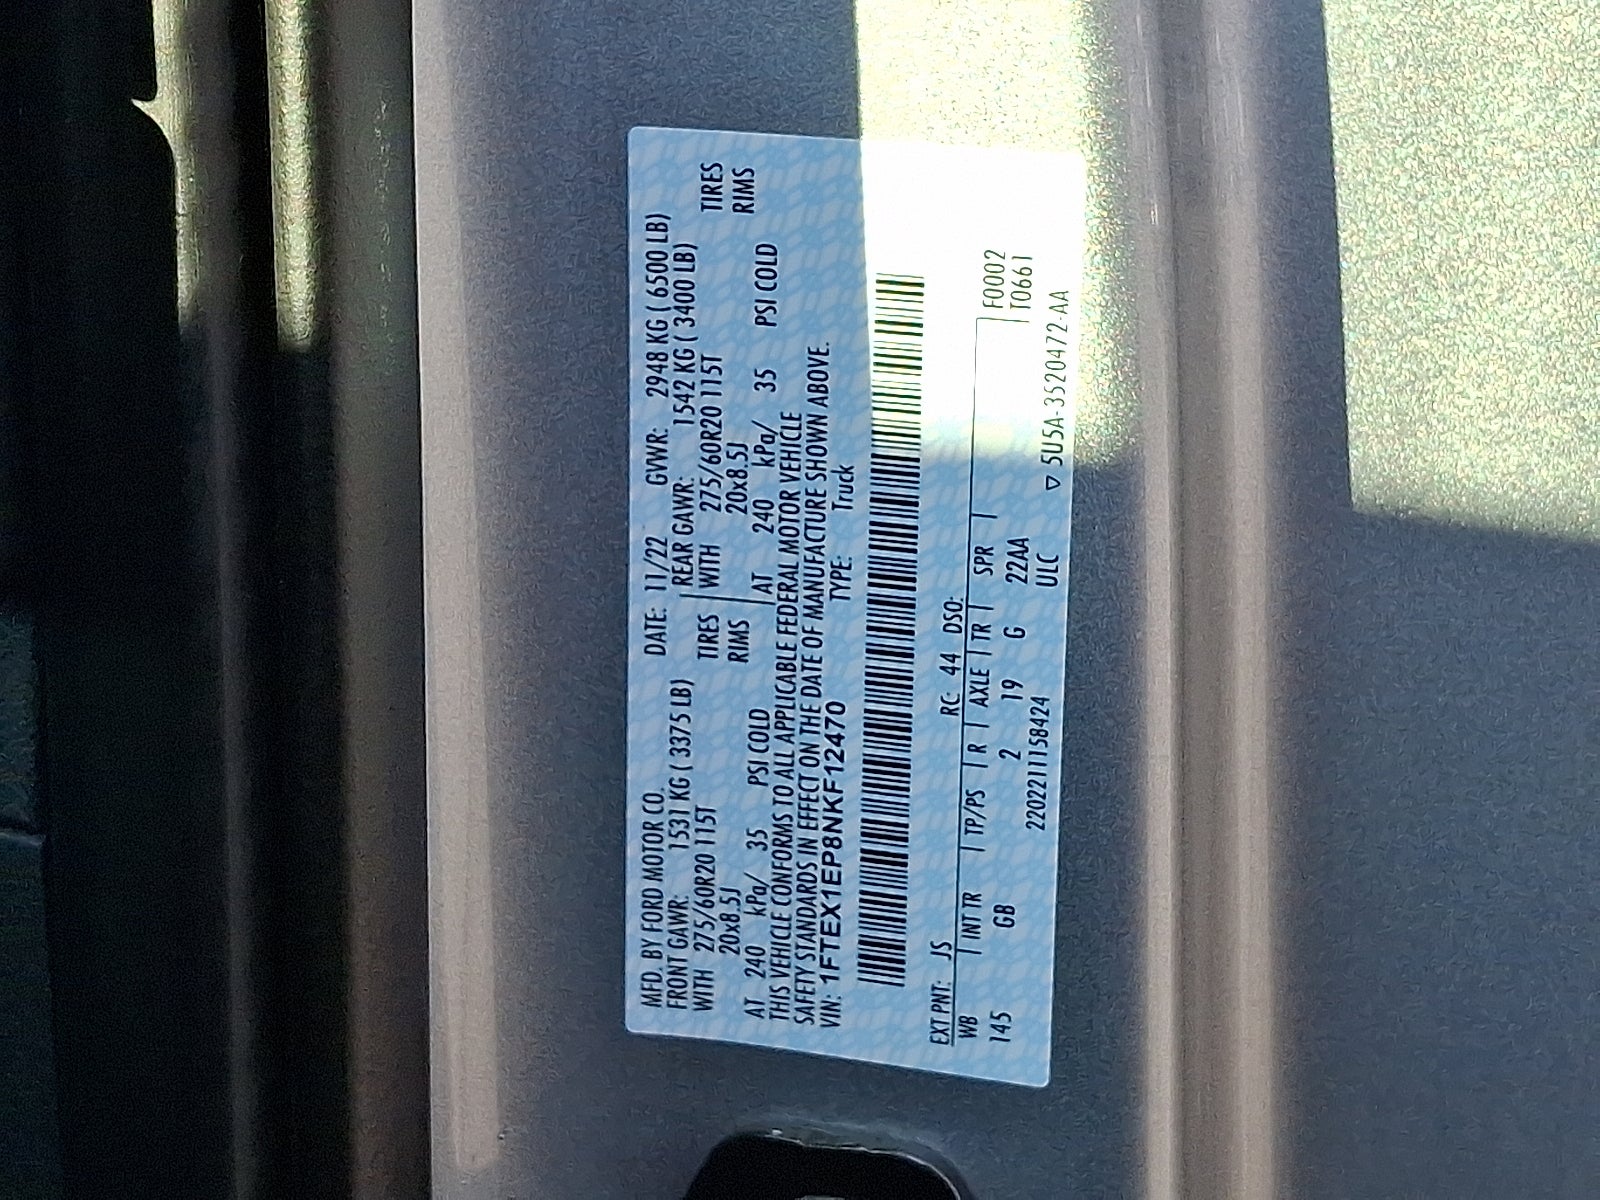 MFD. BY FORD MOTOR CO. DATE: 11/22 GVWR: 2948 KG ( 6500 LB)
FRONT GAWR: 1531 KG ( 3375 LB) REAR GAWR: 1542 KG ( 3400 LB)
WITH 275/60R20 115T TIRES WITH 275/60R20 115T TIRES
20x8.5J RIMS 20x8.5J RIMS
AT 240 kPa/ 35 PSI COLD AT 240 kPa/ 35 PSI COLD
THIS VEHICLE CONFORMS TO ALL APPLICABLE FEDERAL MOTOR VEHICLE
SAFETY STANDARDS IN EFFECT ON THE DATE OF MANUFACTURE SHOWN ABOVE.
VIN: 1FTEX1EP8NKF12470 TYPE: Truck
EXT PNT: JS RC: 44 DSO:
WB | INT TR | TP/PS | R | AXLE | TR | SPR | F0002
145 GB 2 19 G 22AA T0661
2202211158424 ULC ▽ 5U5A-3520472-AA